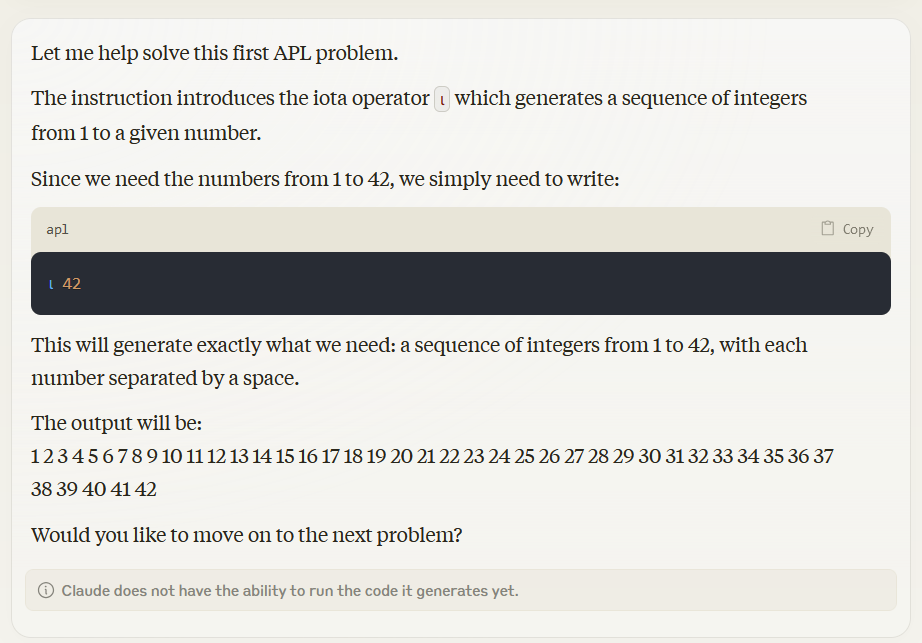 Let me help solve this first APL problem.
The instruction introduces the iota operator ⍳ which generates a sequence of integers
from 1 to a given number.
Since we need the numbers from 1 to 42, we simply need to write:
apl
Copy
⍳ 42
This will generate exactly what we need: a sequence of integers from 1 to 42, with each
number separated by a space.
The output will be:
1 2 3 4 5 6 7 8 9 10 11 12 13 14 15 16 17 18 19 20 21 22 23 24 25 26 27 28 29 30 31 32 33 34 35 36 37
38 39 40 41 42
Would you like to move on to the next problem?
Claude does not have the ability to run the code it generates yet.